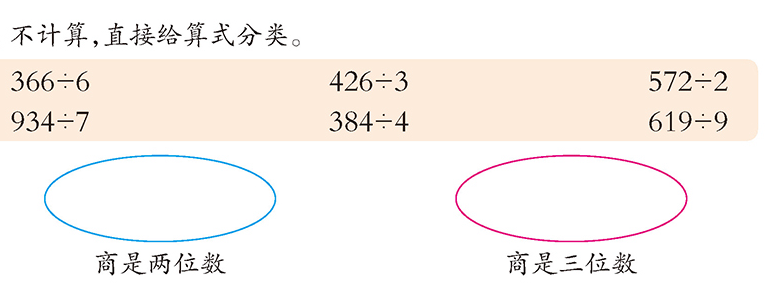 不计算,直接给算式分类。
366÷6 426÷3 572÷2
934÷7 384÷4 619÷9
商是两位数 商是三位数